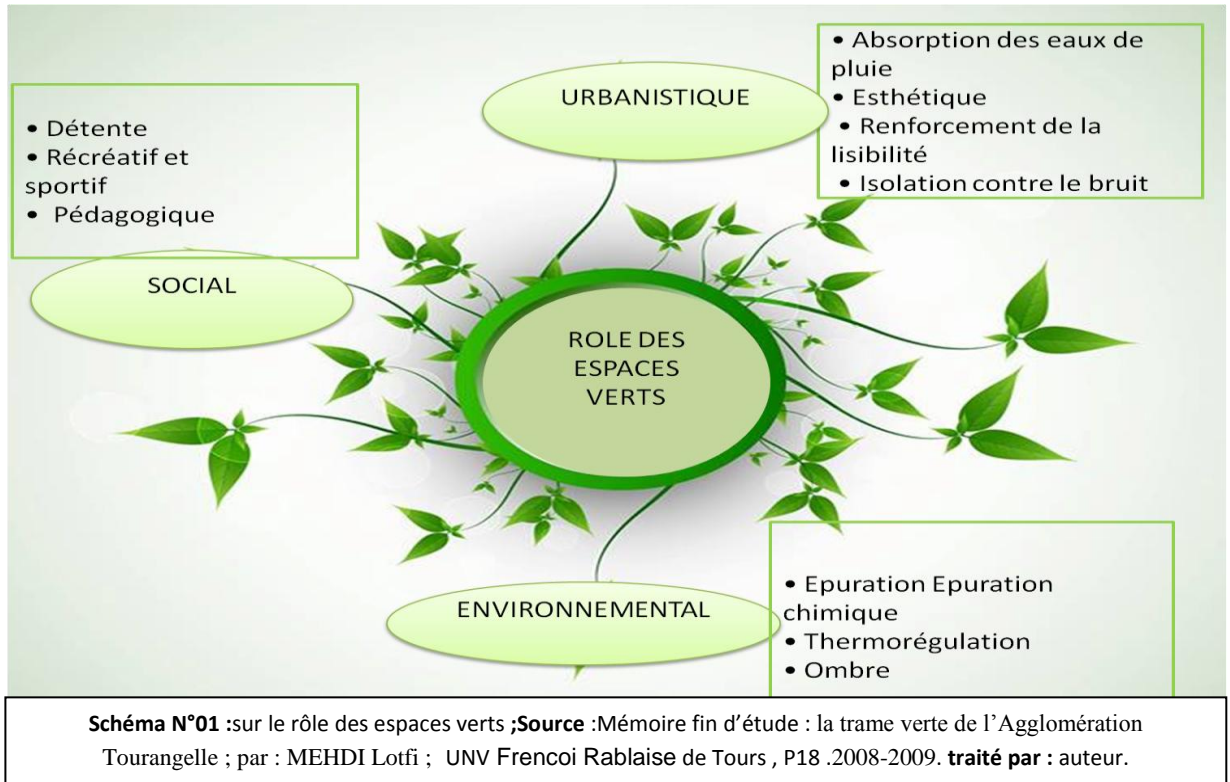 URBANISTIQUE
• Absorption des eaux de
pluie
• Esthétique
• Renforcement de la
lisibilité
• Isolation contre le bruit
• Détente
• Récréatif et
sportif
• Pédagogique
SOCIAL
ROLE DES
ESPACES
VERTS
ENVIRONNEMENTAL
• Epuration Epuration
chimique
• Thermorégulation
• Ombre
Schéma N°01 :sur le rôle des espaces verts ;Source :Mémoire fin d’étude : la trame verte de l’Agglomération
Tourangelle ; par : MEHDI Lotfi ; UNV Frencoi Rablaise de Tours , P18 .2008-2009. traité par : auteur.